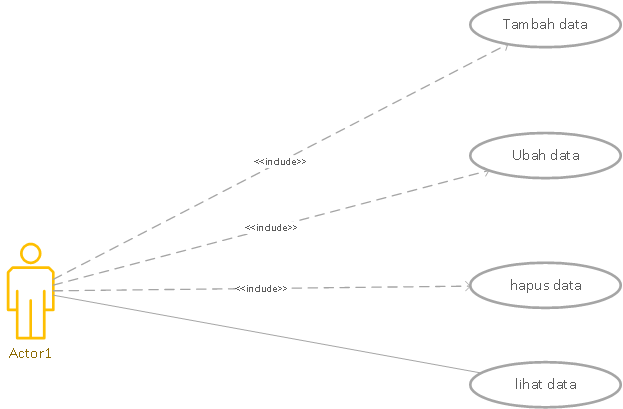 Tambah data
<<include>>
Ubah data
<<include>>
hapus data
<<include>>
Actor1
lihat data